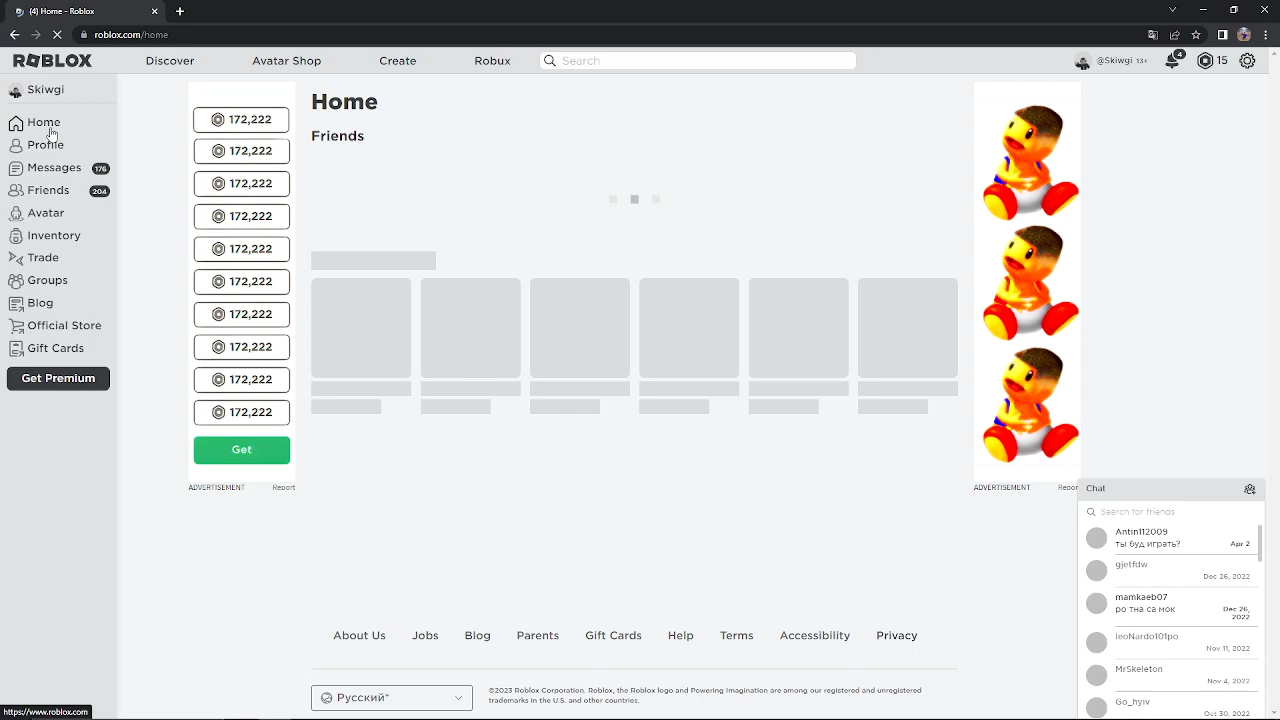 (4) Home - Roblox
roblox.com/home
ROBLOX
Discover
Avatar Shop
Create
Robux
Search
@Skiwgi 13+
4
15
Skiwgi
Home
Profile
Messages 176
Friends 204
Avatar
Inventory
Trade
Groups
Blog
Official Store
Gift Cards
Get Premium
172,222
172,222
172,222
172,222
172,222
172,222
172,222
172,222
172,222
172,222
Get
ADVERTISEMENT Report
Home
Friends
ADVERTISEMENT Repor
Chat
Search for friends
Antin112009
ты буд играть? Apr 2
gjetfdw
Dec 26, 2022
mamkaeb07
ро тна са мок Dec 26,
2022
leoNardo101po
Nov 11, 2022
MrSkeleton
Nov 4, 2022
Go_hyiv
Oct 30, 2022
About Us
Jobs
Blog
Parents
Gift Cards
Help
Terms
Accessibility
Privacy
Русский*
©2023 Roblox Corporation. Roblox, the Roblox logo and Powering Imagination are among our registered and unregistered
trademarks in the U.S. and other countries.
https://www.roblox.com